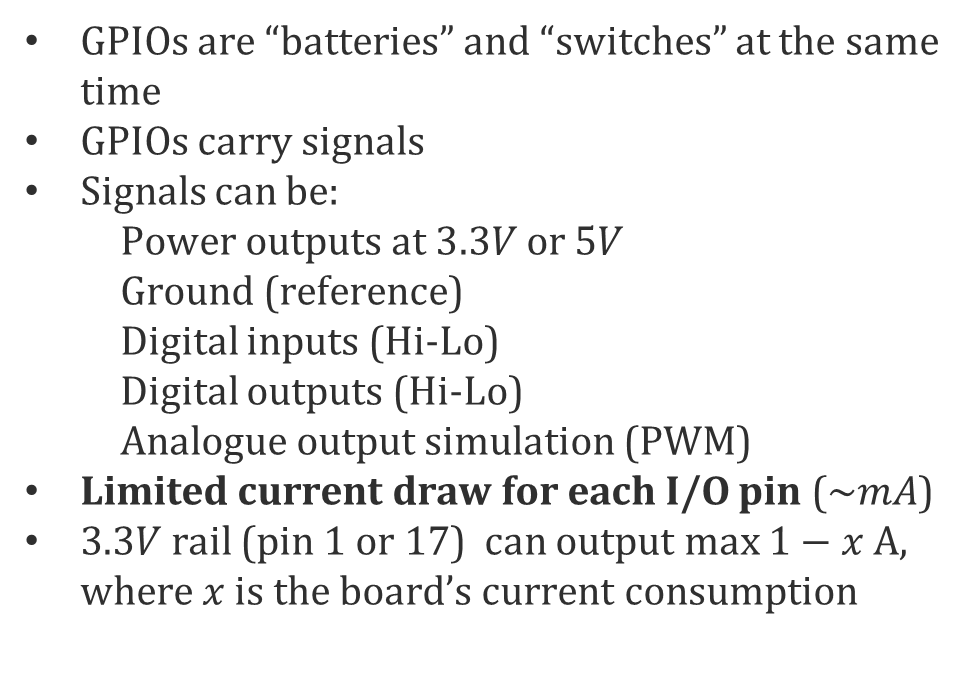 • GPIOs are “batteries” and “switches” at the same
time
• GPIOs carry signals
• Signals can be:
Power outputs at 3.3V or 5V
Ground (reference)
Digital inputs (Hi-Lo)
Digital outputs (Hi-Lo)
Analogue output simulation (PWM)
• Limited current draw for each I/O pin (~mA)
• 3.3V rail (pin 1 or 17) can output max 1 − x A,
where x is the board’s current consumption